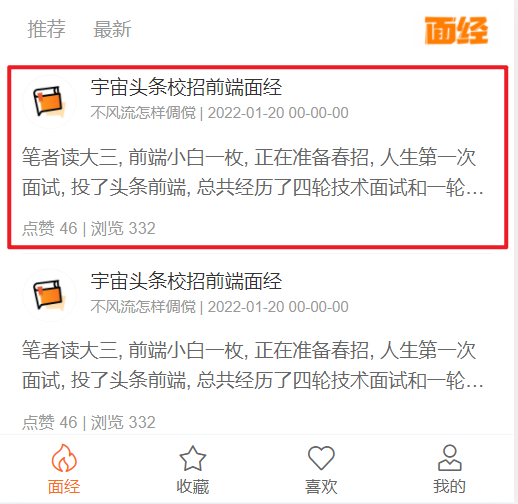 推荐 最新 面经
宇宙头条校招前端面经
不风流怎样倜傥 | 2022-01-20 00-00-00
笔者读大三, 前端小白一枚, 正在准备春招, 人生第一次
面试, 投了头条前端, 总共经历了四轮技术面试和一轮...
点赞 46 | 浏览 332
宇宙头条校招前端面经
不风流怎样倜傥 | 2022-01-20 00-00-00
笔者读大三, 前端小白一枚, 正在准备春招, 人生第一次
面试, 投了头条前端, 总共经历了四轮技术面试和一轮...
点赞 46 | 浏览 332
面经 收藏 喜欢 我的